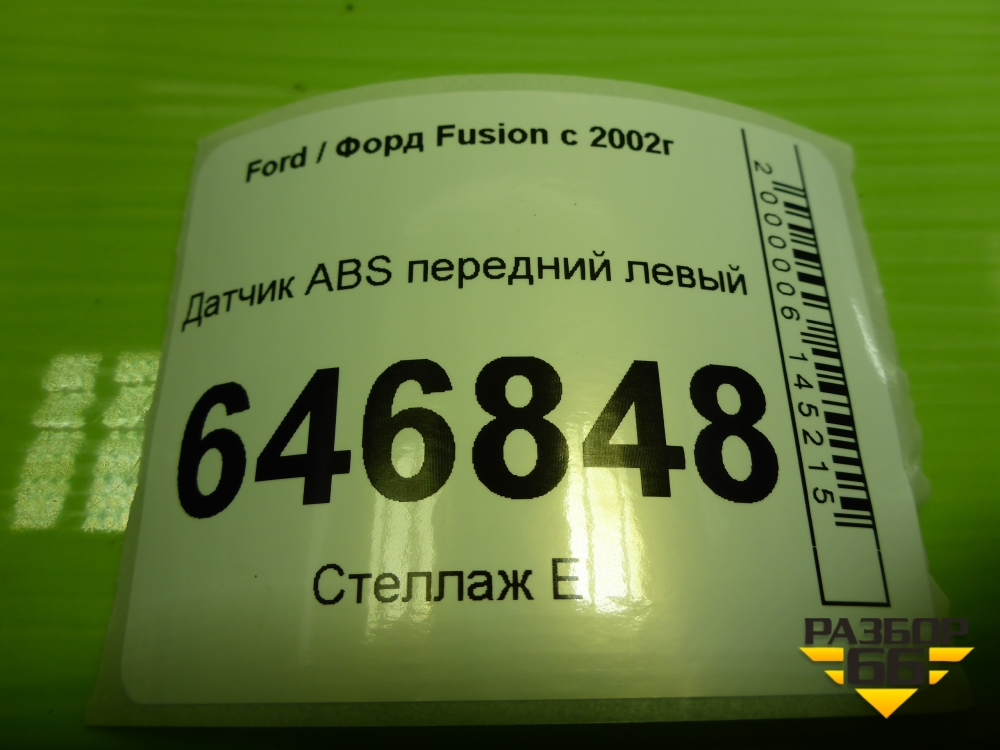 Ford / Форд Fusion с 2002г
Датчик ABS передний левый
646848
Стеллаж E
2000006145215
РАЗБОР
66